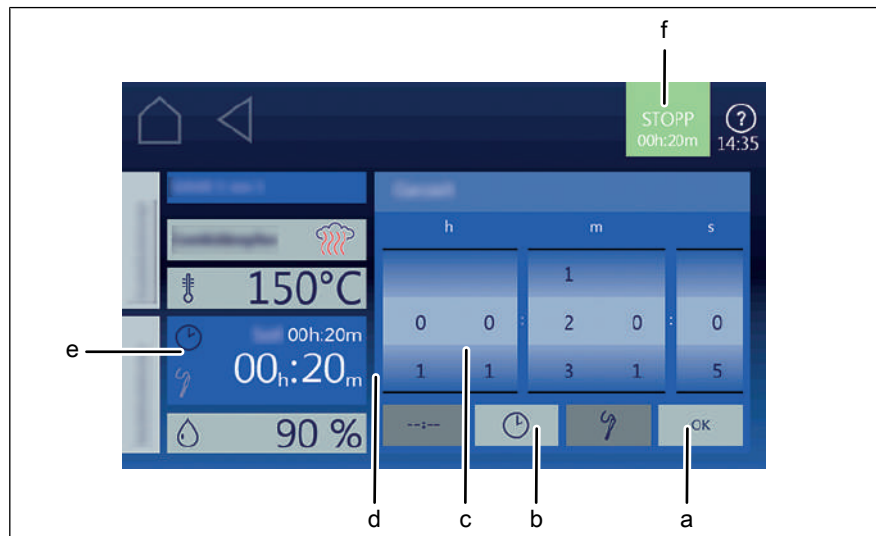 f
STOPP
00h:20m
?
14:35
h m s
1
150°C
0 0 : 2 0 : 0
00h:20m
e
00h:20m
1 1 3 1 5
90 %
--:--
OK
d c b a